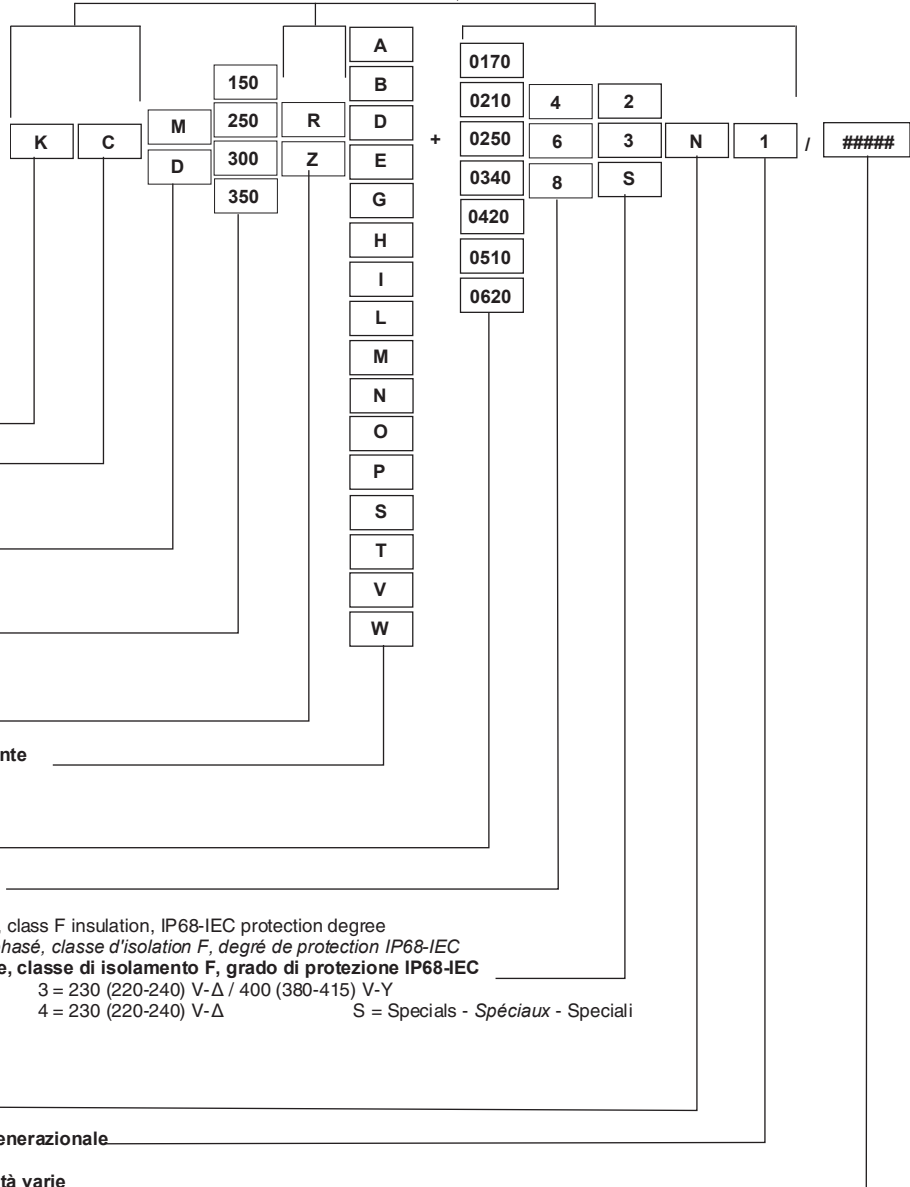 A
0170
150
B
0210
4
2
M
250
R
D
K
C
+
0250
6
3
N
1
/
#####
D
300
Z
E
0340
8
S
350
G
0420
H
0510
I
0620
L
M
N
O
P
S
T
V
W
nte
, class F insulation, IP68-IEC protection degree
hasé, classe d'isolation F, degré de protection IP68-IEC
e, classe di isolamento F, grado di protezione IP68-IEC
3 = 230 (220-240) V-Δ / 400 (380-415) V-Y
4 = 230 (220-240) V-Δ S = Specials - Spéciaux - Speciali
enerazionale
tà varie